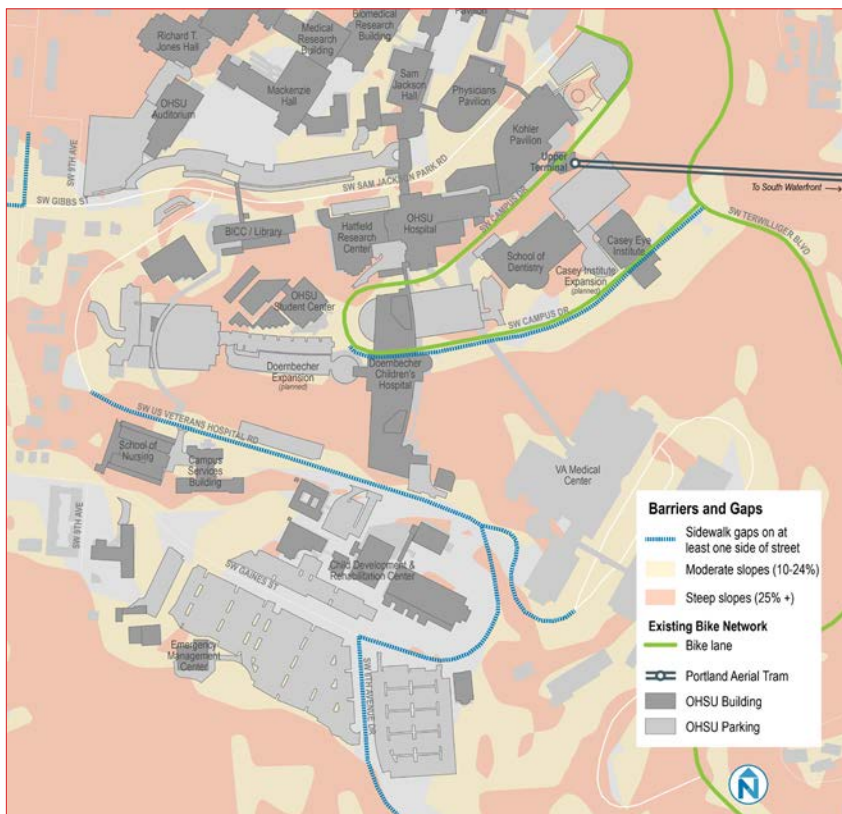 Biomedical
Research
Building
Pavilion
Richard T.
Jones Hall
Medical
Research
Building
Sam
Jackson
Hall
Physicians
Pavilion
Mackenzie
Hall
OHSU
Auditorium
Kohler
Pavilion
Upper
Terminal
SW 9TH AVE
SW SAM JACKSON PARK RD
To South Waterfront
SW GIBBS ST
SW CAMPUS DR
SW TERWILLIGER BLVD
BICC / Library
Hatfield
Research
Center
OHSU
Hospital
School of
Dentistry
Casey Eye
Institute
Casey Institute
Expansion
(planned)
OHSU
Student Center
SW CAMPUS DR
Doernbecher
Expansion
(planned)
Doernbecher
Children's
Hospital
SW US VETERANS HOSPITAL RD
School of
Nursing
Campus
Services
Building
VA Medical
Center
SW 9TH AVE
Child Development &
Rehabilitation Center
SW GAINES ST
Emergency
Management
Center
SW 6TH AVENUE DR
Barriers and Gaps
Sidewalk gaps on at
least one side of street
Moderate slopes (10-24%)
Steep slopes (25% +)
Existing Bike Network
Bike lane
Portland Aerial Tram
OHSU Building
OHSU Parking
N